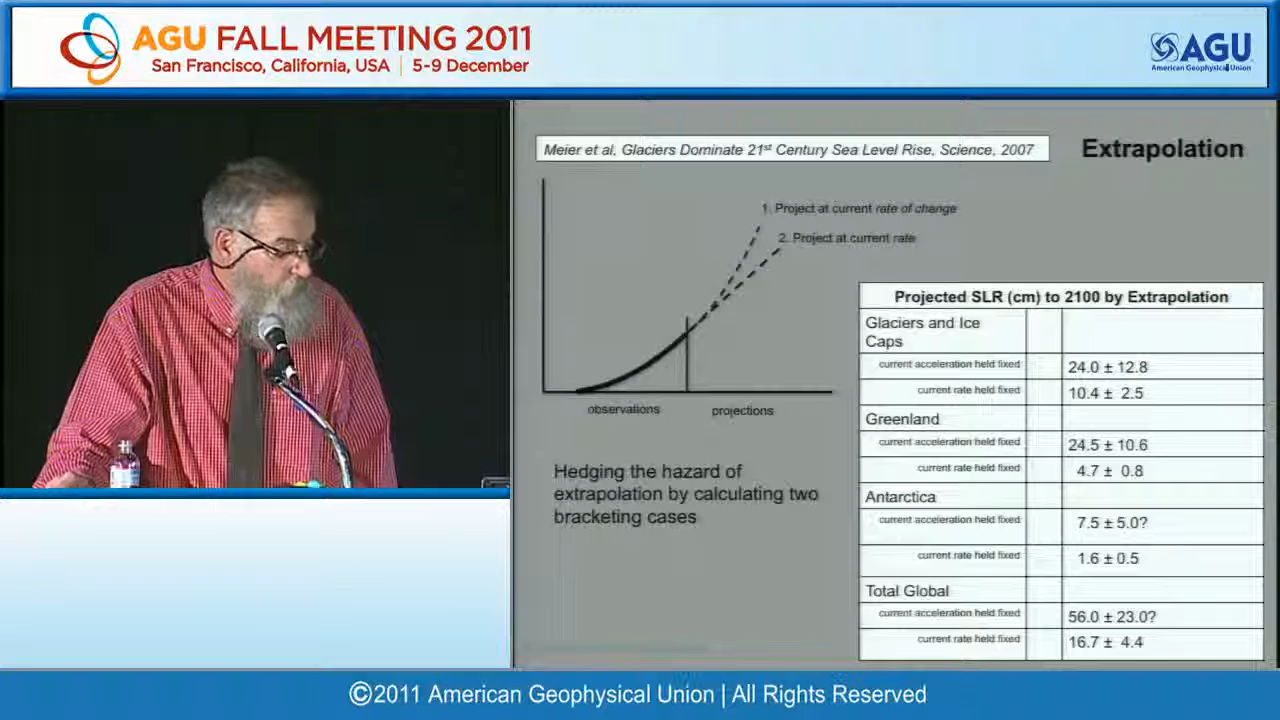 AGU FALL MEETING 2011
San Francisco, California, USA | 5-9 December
AGU
American Geophysical Union
Meier et al, Glaciers Dominate 21st Century Sea Level Rise, Science, 2007
Extrapolation
1. Project at current rate of change
2. Project at current rate
observations
projections
Hedging the hazard of
extrapolation by calculating two
bracketing cases
Projected SLR (cm) to 2100 by Extrapolation
Glaciers and Ice
Caps
current acceleration held fixed 24.0 ± 12.8
current rate held fixed 10.4 ± 2.5
Greenland
current acceleration held fixed 24.5 ± 10.6
current rate held fixed 4.7 ± 0.8
Antarctica
current acceleration held fixed 7.5 ± 5.0?
current rate held fixed 1.6 ± 0.5
Total Global
current acceleration held fixed 56.0 ± 23.0?
current rate held fixed 16.7 ± 4.4
©2011 American Geophysical Union | All Rights Reserved